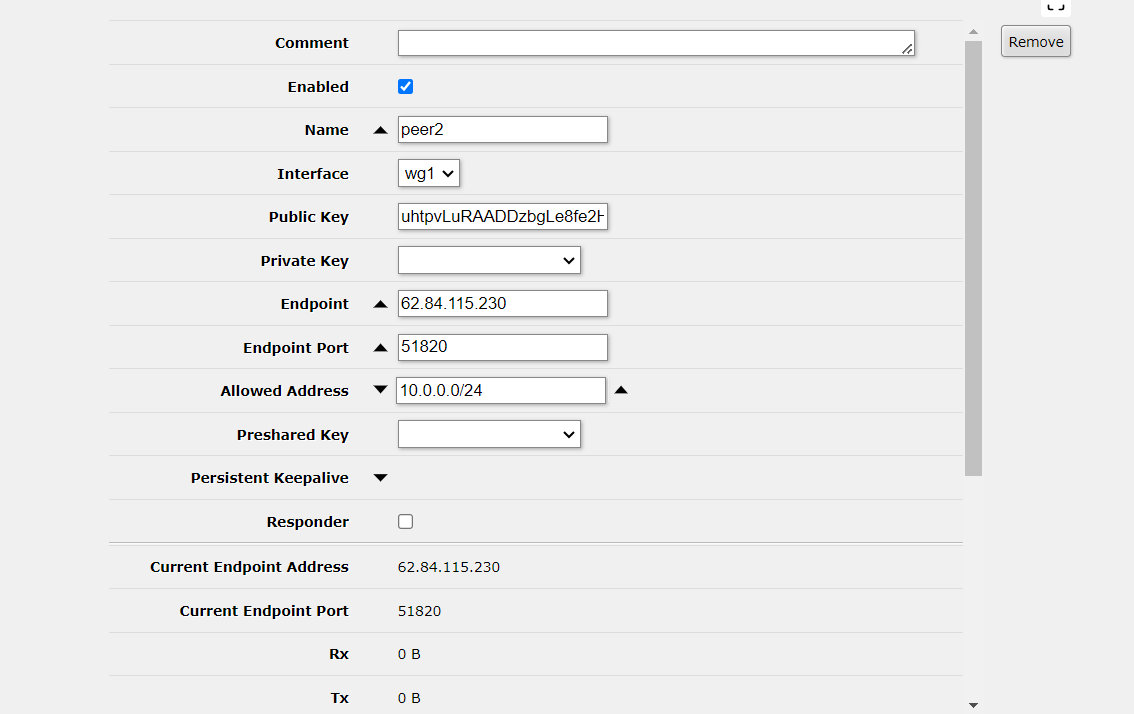 Remove
Comment
Enabled
Name peer2
Interface wg1
Public Key uhtpvLuRAADDzbgLe8fe2H
Private Key
Endpoint 62.84.115.230
Endpoint Port 51820
Allowed Address 10.0.0.0/24
Preshared Key
Persistent Keepalive
Responder
Current Endpoint Address 62.84.115.230
Current Endpoint Port 51820
Rx 0 B
Tx 0 B